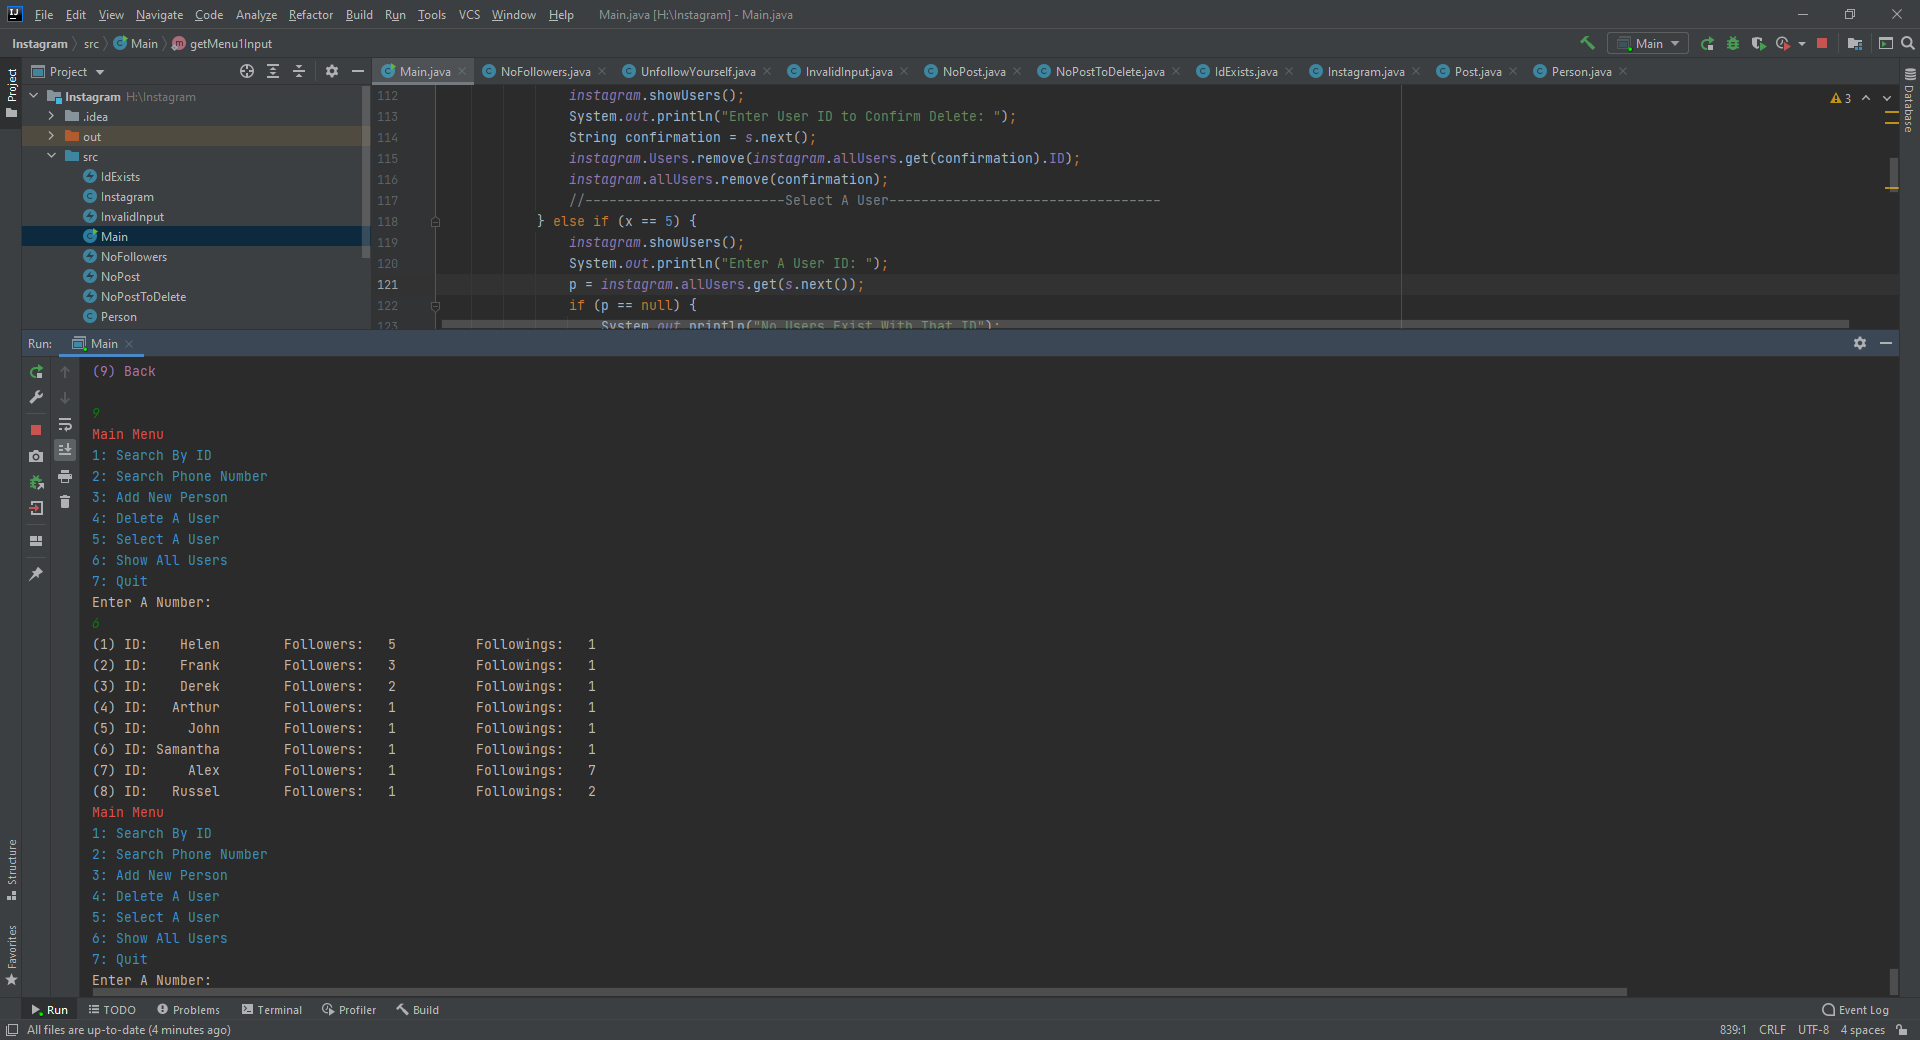 File Edit View Navigate Code Analyze Refactor Build Run Tools VCS Window Help Main.java [H:\Instagram] - Main.java
Instagram src Main getMenu1Input Main
Project Main.java NoFollowers.java UnfollowYourself.java InvalidInput.java NoPost.java NoPostToDelete.java IdExists.java Instagram.java Post.java Person.java
Project
Database
Instagram H:\Instagram
.idea
out
src
IdExists
Instagram
InvalidInput
Main
NoFollowers
NoPost
NoPostToDelete
Person
3
112 instagram.showUsers();
113 System.out.println("Enter User ID to Confirm Delete: ");
114 String confirmation = s.next();
115 instagram.Users.remove(instagram.allUsers.get(confirmation).ID);
116 instagram.allUsers.remove(confirmation);
117 //-------------------------Select A User----------------------------------
118 } else if (x == 5) {
119 instagram.showUsers();
120 System.out.println("Enter A User ID: ");
121 p = instagram.allUsers.get(s.next());
122 if (p == null) {
123 System.out.println("No Users Exist With That ID");
Run: Main
(9) Back
9
Main Menu
1: Search By ID
2: Search Phone Number
3: Add New Person
4: Delete A User
5: Select A User
6: Show All Users
7: Quit
Enter A Number:
6
(1) ID: Helen Followers: 5 Followings: 1
(2) ID: Frank Followers: 3 Followings: 1
(3) ID: Derek Followers: 2 Followings: 1
(4) ID: Arthur Followers: 1 Followings: 1
(5) ID: John Followers: 1 Followings: 1
(6) ID: Samantha Followers: 1 Followings: 1
(7) ID: Alex Followers: 1 Followings: 7
(8) ID: Russel Followers: 1 Followings: 2
Main Menu
1: Search By ID
2: Search Phone Number
3: Add New Person
4: Delete A User
5: Select A User
6: Show All Users
7: Quit
Enter A Number:
Structure
Favorites
Run TODO Problems Terminal Profiler Build Event Log
All files are up-to-date (4 minutes ago) 839:1 CRLF UTF-8 4 spaces